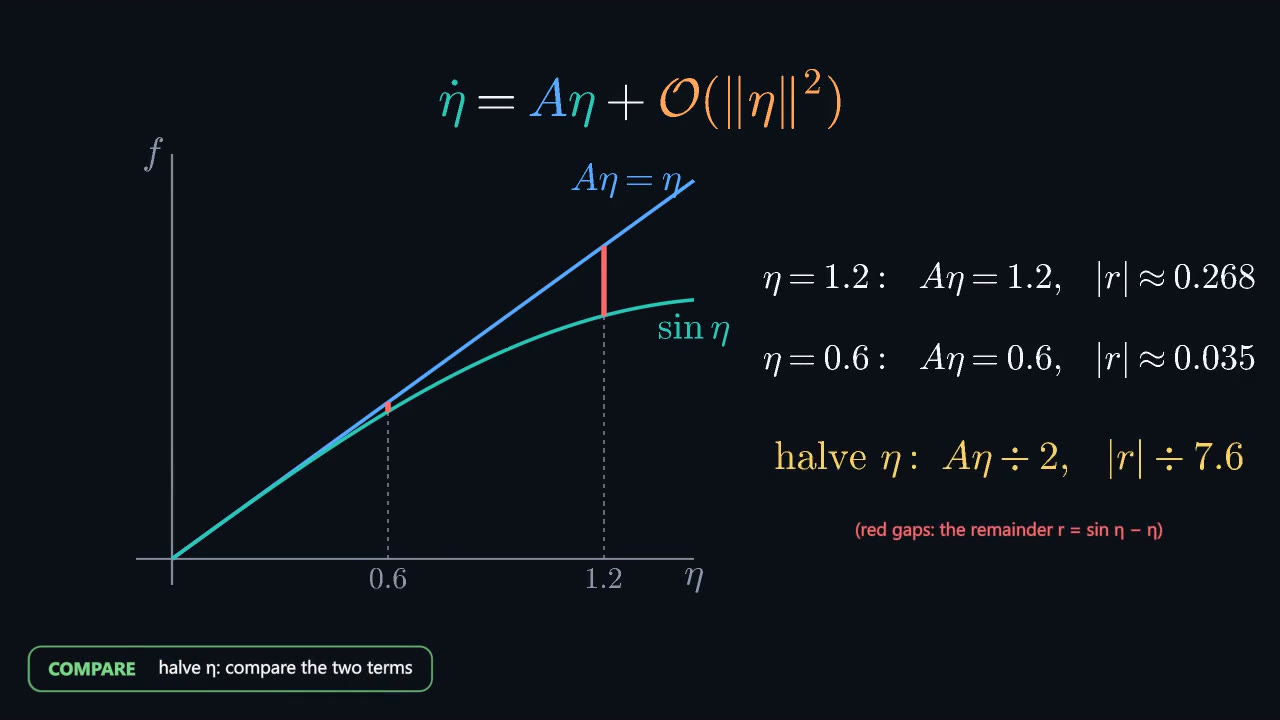 η̇ = Aη + 𝒪(‖η‖²)
f
Aη = η
sin η
0.6
1.2
η
η = 1.2 : Aη = 1.2, |r| ≈ 0.268
η = 0.6 : Aη = 0.6, |r| ≈ 0.035
halve η : Aη ÷ 2, |r| ÷ 7.6
(red gaps: the remainder r = sin η − η)
COMPARE halve η: compare the two terms